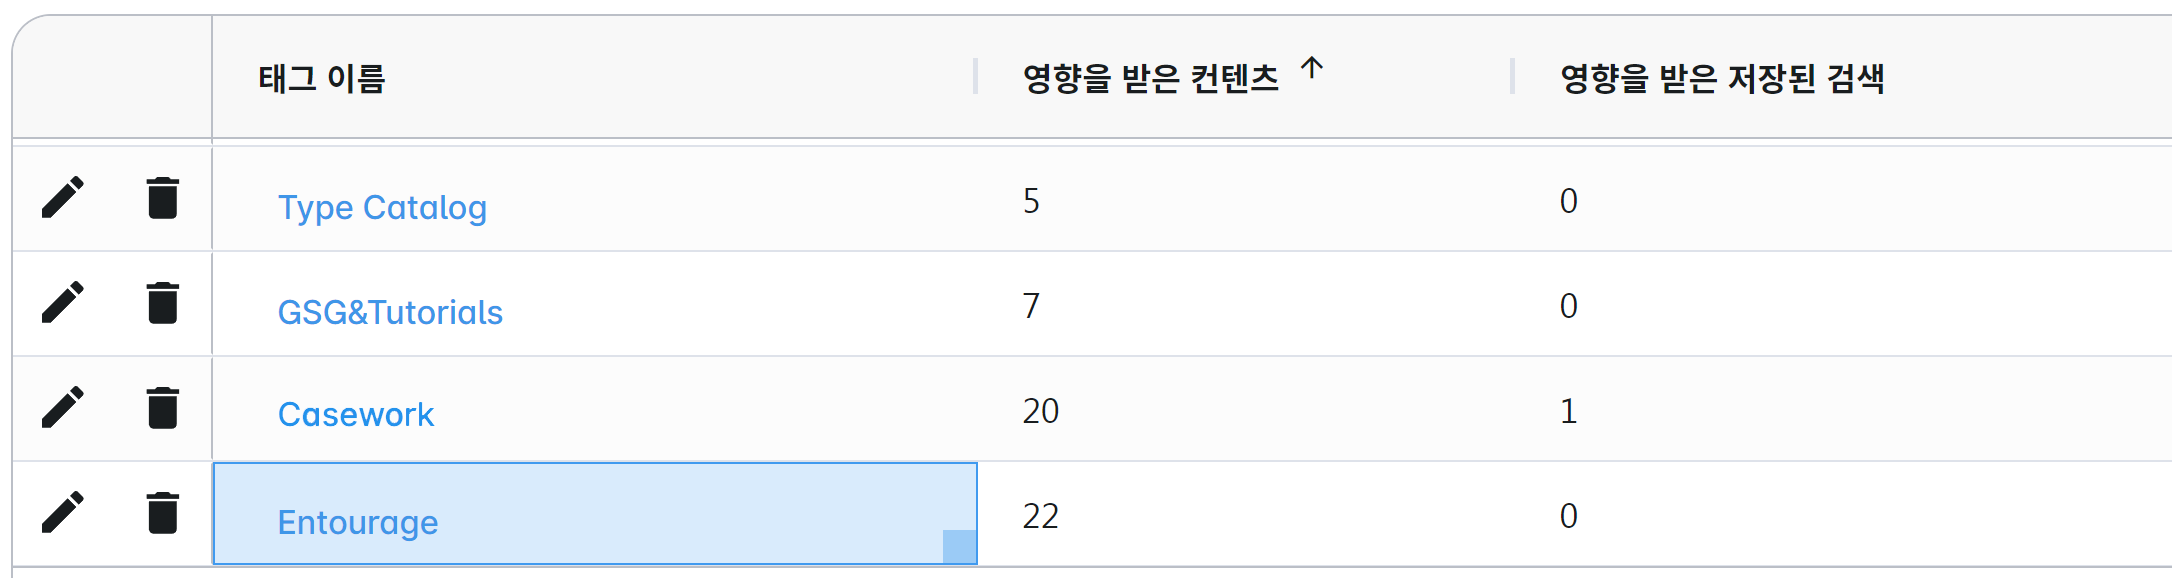 태그 이름 영향을 받은 컨텐츠 ↑ 영향을 받은 저장된 검색
Type Catalog 5 0
GSG&Tutorials 7 0
Casework 20 1
Entourage 22 0